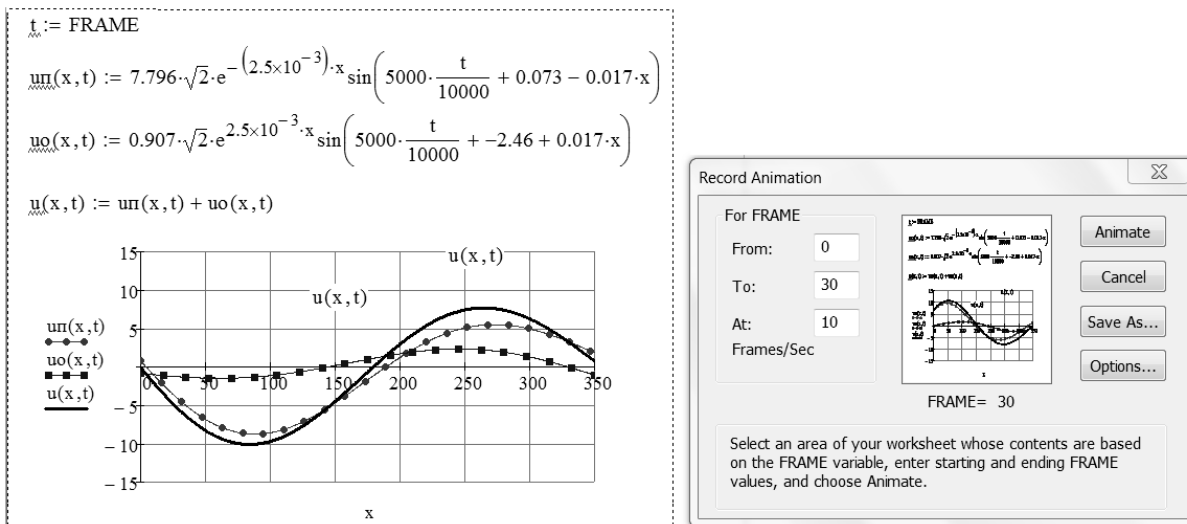 t := FRAME
uп(x,t) := 7.796·√2·e^-(2.5×10^-3)·x sin(5000·t/10000 + 0.073 − 0.017·x)
uo(x,t) := 0.907·√2·e^2.5×10^-3·x sin(5000·t/10000 + −2.46 + 0.017·x)
u(x,t) := uп(x,t) + uo(x,t)
15
10
5
−5
−10
−15
u(x,t)
u(x,t)
uп(x,t)
uo(x,t)
u(x,t)
0 50 100 150 200 250 300 350
x
Record Animation
For FRAME
From: 0
To: 30
At: 10
Frames/Sec
FRAME= 30
Animate
Cancel
Save As...
Options...
Select an area of your worksheet whose contents are based
on the FRAME variable, enter starting and ending FRAME
values, and choose Animate.